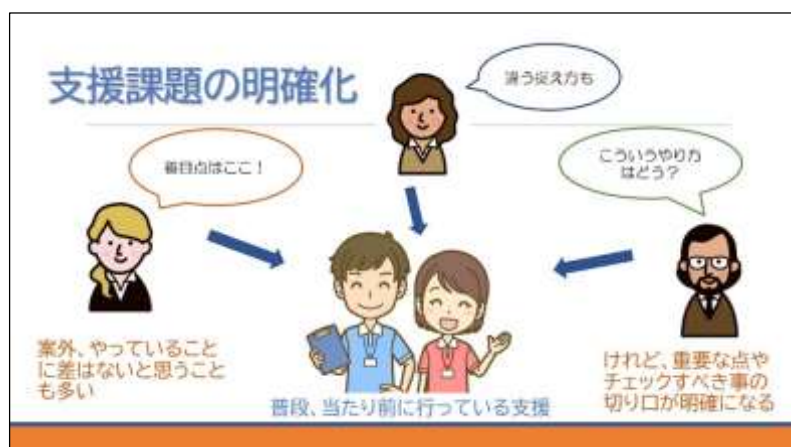 支援課題の明確化
違う捉え方も
着目点はここ！
こういうやり方
はどう？
案外、やっていること
に差はないと思うこと
も多い
普段、当たり前に行っている支援
けれど、重要な点や
チェックすべき事の
切り口が明確になる